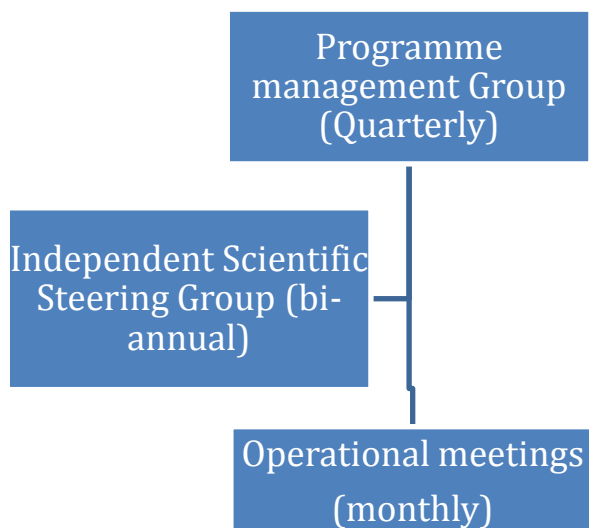 Programme
management Group
(Quarterly)
Independent Scientific
Steering Group (bi-
annual)
Operational meetings
(monthly)